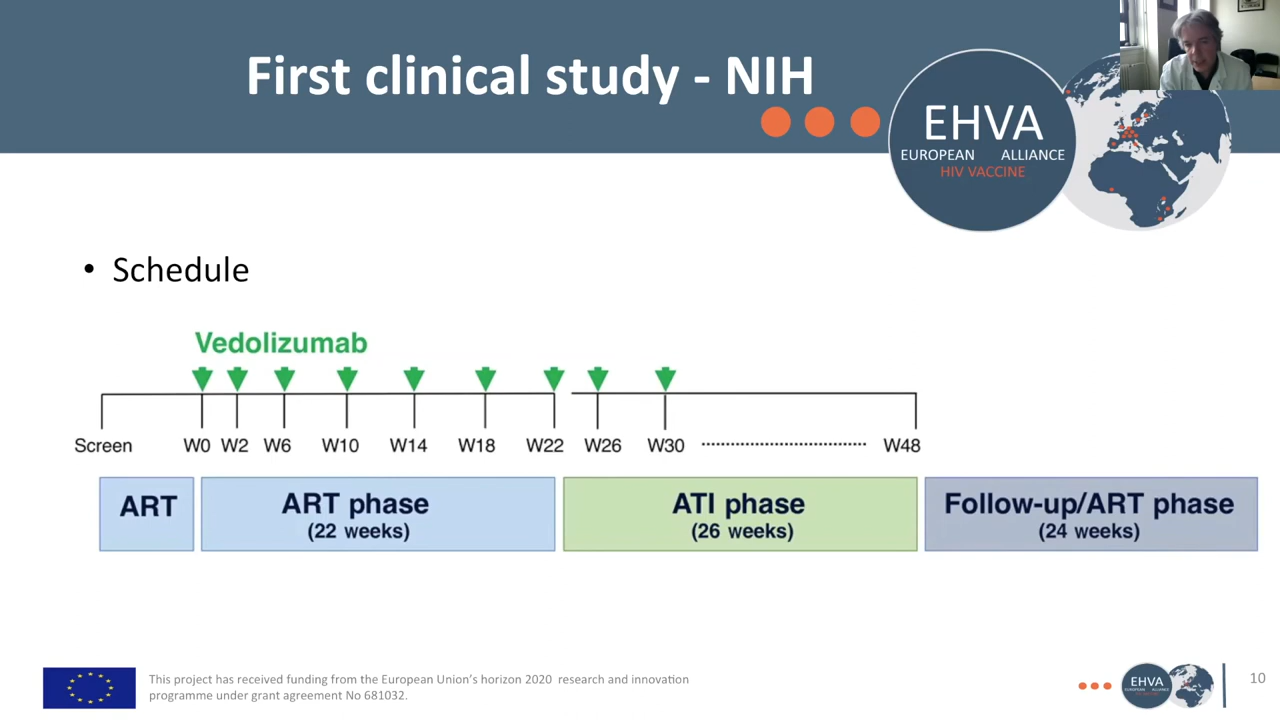 First clinical study - NIH
EHVA
EUROPEAN ALLIANCE
HIV VACCINE
• Schedule
Vedolizumab
Screen W0 W2 W6 W10 W14 W18 W22 W26 W30 W48
ART
ART phase
(22 weeks)
ATI phase
(26 weeks)
Follow-up/ART phase
(24 weeks)
This project has received funding from the European Union's horizon 2020 research and innovation
programme under grant agreement No 681032.
EHVA
EUROPEAN ALLIANCE
10